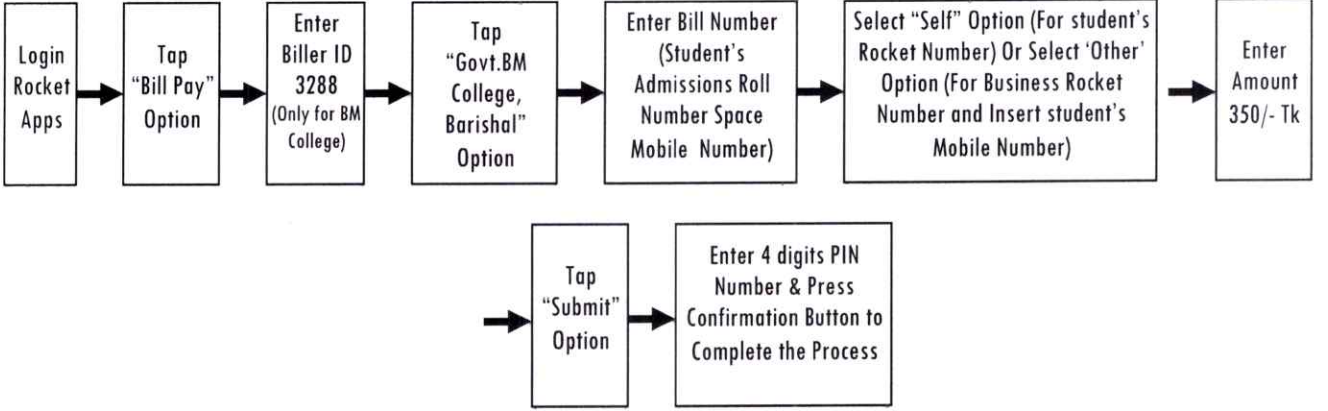 Login
Rocket
Apps
Tap
“Bill Pay”
Option
Enter
Biller ID
3288
(Only for BM
College)
Tap
“Govt.BM
College,
Barishal”
Option
Enter Bill Number
(Student’s
Admissions Roll
Number Space
Mobile Number)
Select “Self” Option (For student’s
Rocket Number) Or Select ‘Other’
Option (For Business Rocket
Number and Insert student’s
Mobile Number)
Enter
Amount
350/- Tk
Tap
“Submit”
Option
Enter 4 digits PIN
Number & Press
Confirmation Button to
Complete the Process